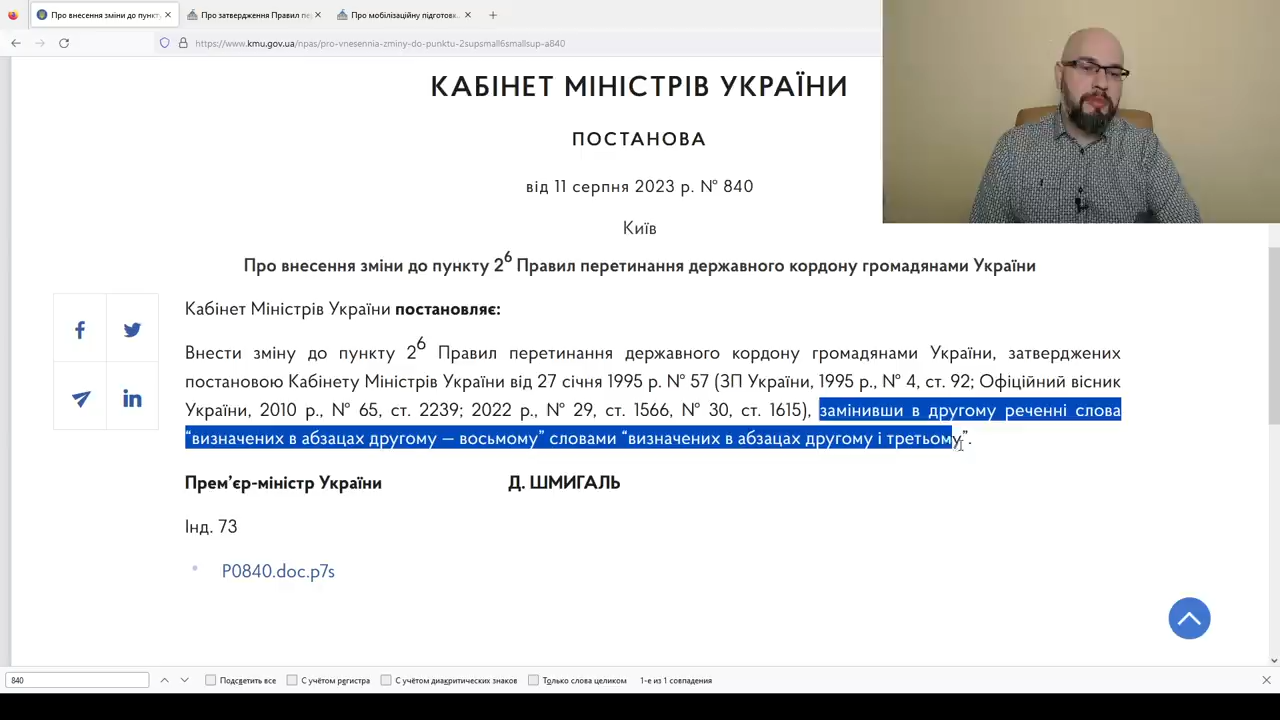 Про внесення зміни до пункт
Про затвердження Правил пе
Про мобілізаційну підготовк
https://www.kmu.gov.ua/npas/pro-vnesennia-zminy-do-punktu-2supsmall6smallsup-a840
КАБІНЕТ МІНІСТРІВ УКРАЇНИ
ПОСТАНОВА
від 11 серпня 2023 р. № 840
Київ
Про внесення зміни до пункту 2⁶ Правил перетинання державного кордону громадянами України
Кабінет Міністрів України постановляє:
Внести зміну до пункту 2⁶ Правил перетинання державного кордону громадянами України, затверджених
постановою Кабінету Міністрів України від 27 січня 1995 р. № 57 (ЗП України, 1995 р., № 4, ст. 92; Офіційний вісник
України, 2010 р., № 65, ст. 2239; 2022 р., № 29, ст. 1566, № 30, ст. 1615), замінивши в другому реченні слова
“визначених в абзацах другому — восьмому” словами “визначених в абзацах другому і третьому”.
Прем’єр-міністр України Д. ШМИГАЛЬ
Інд. 73
P0840.doc.p7s
840 Подсветить все С учётом регистра С учётом диакритических знаков Только слова целиком 1-е из 1 совпадения